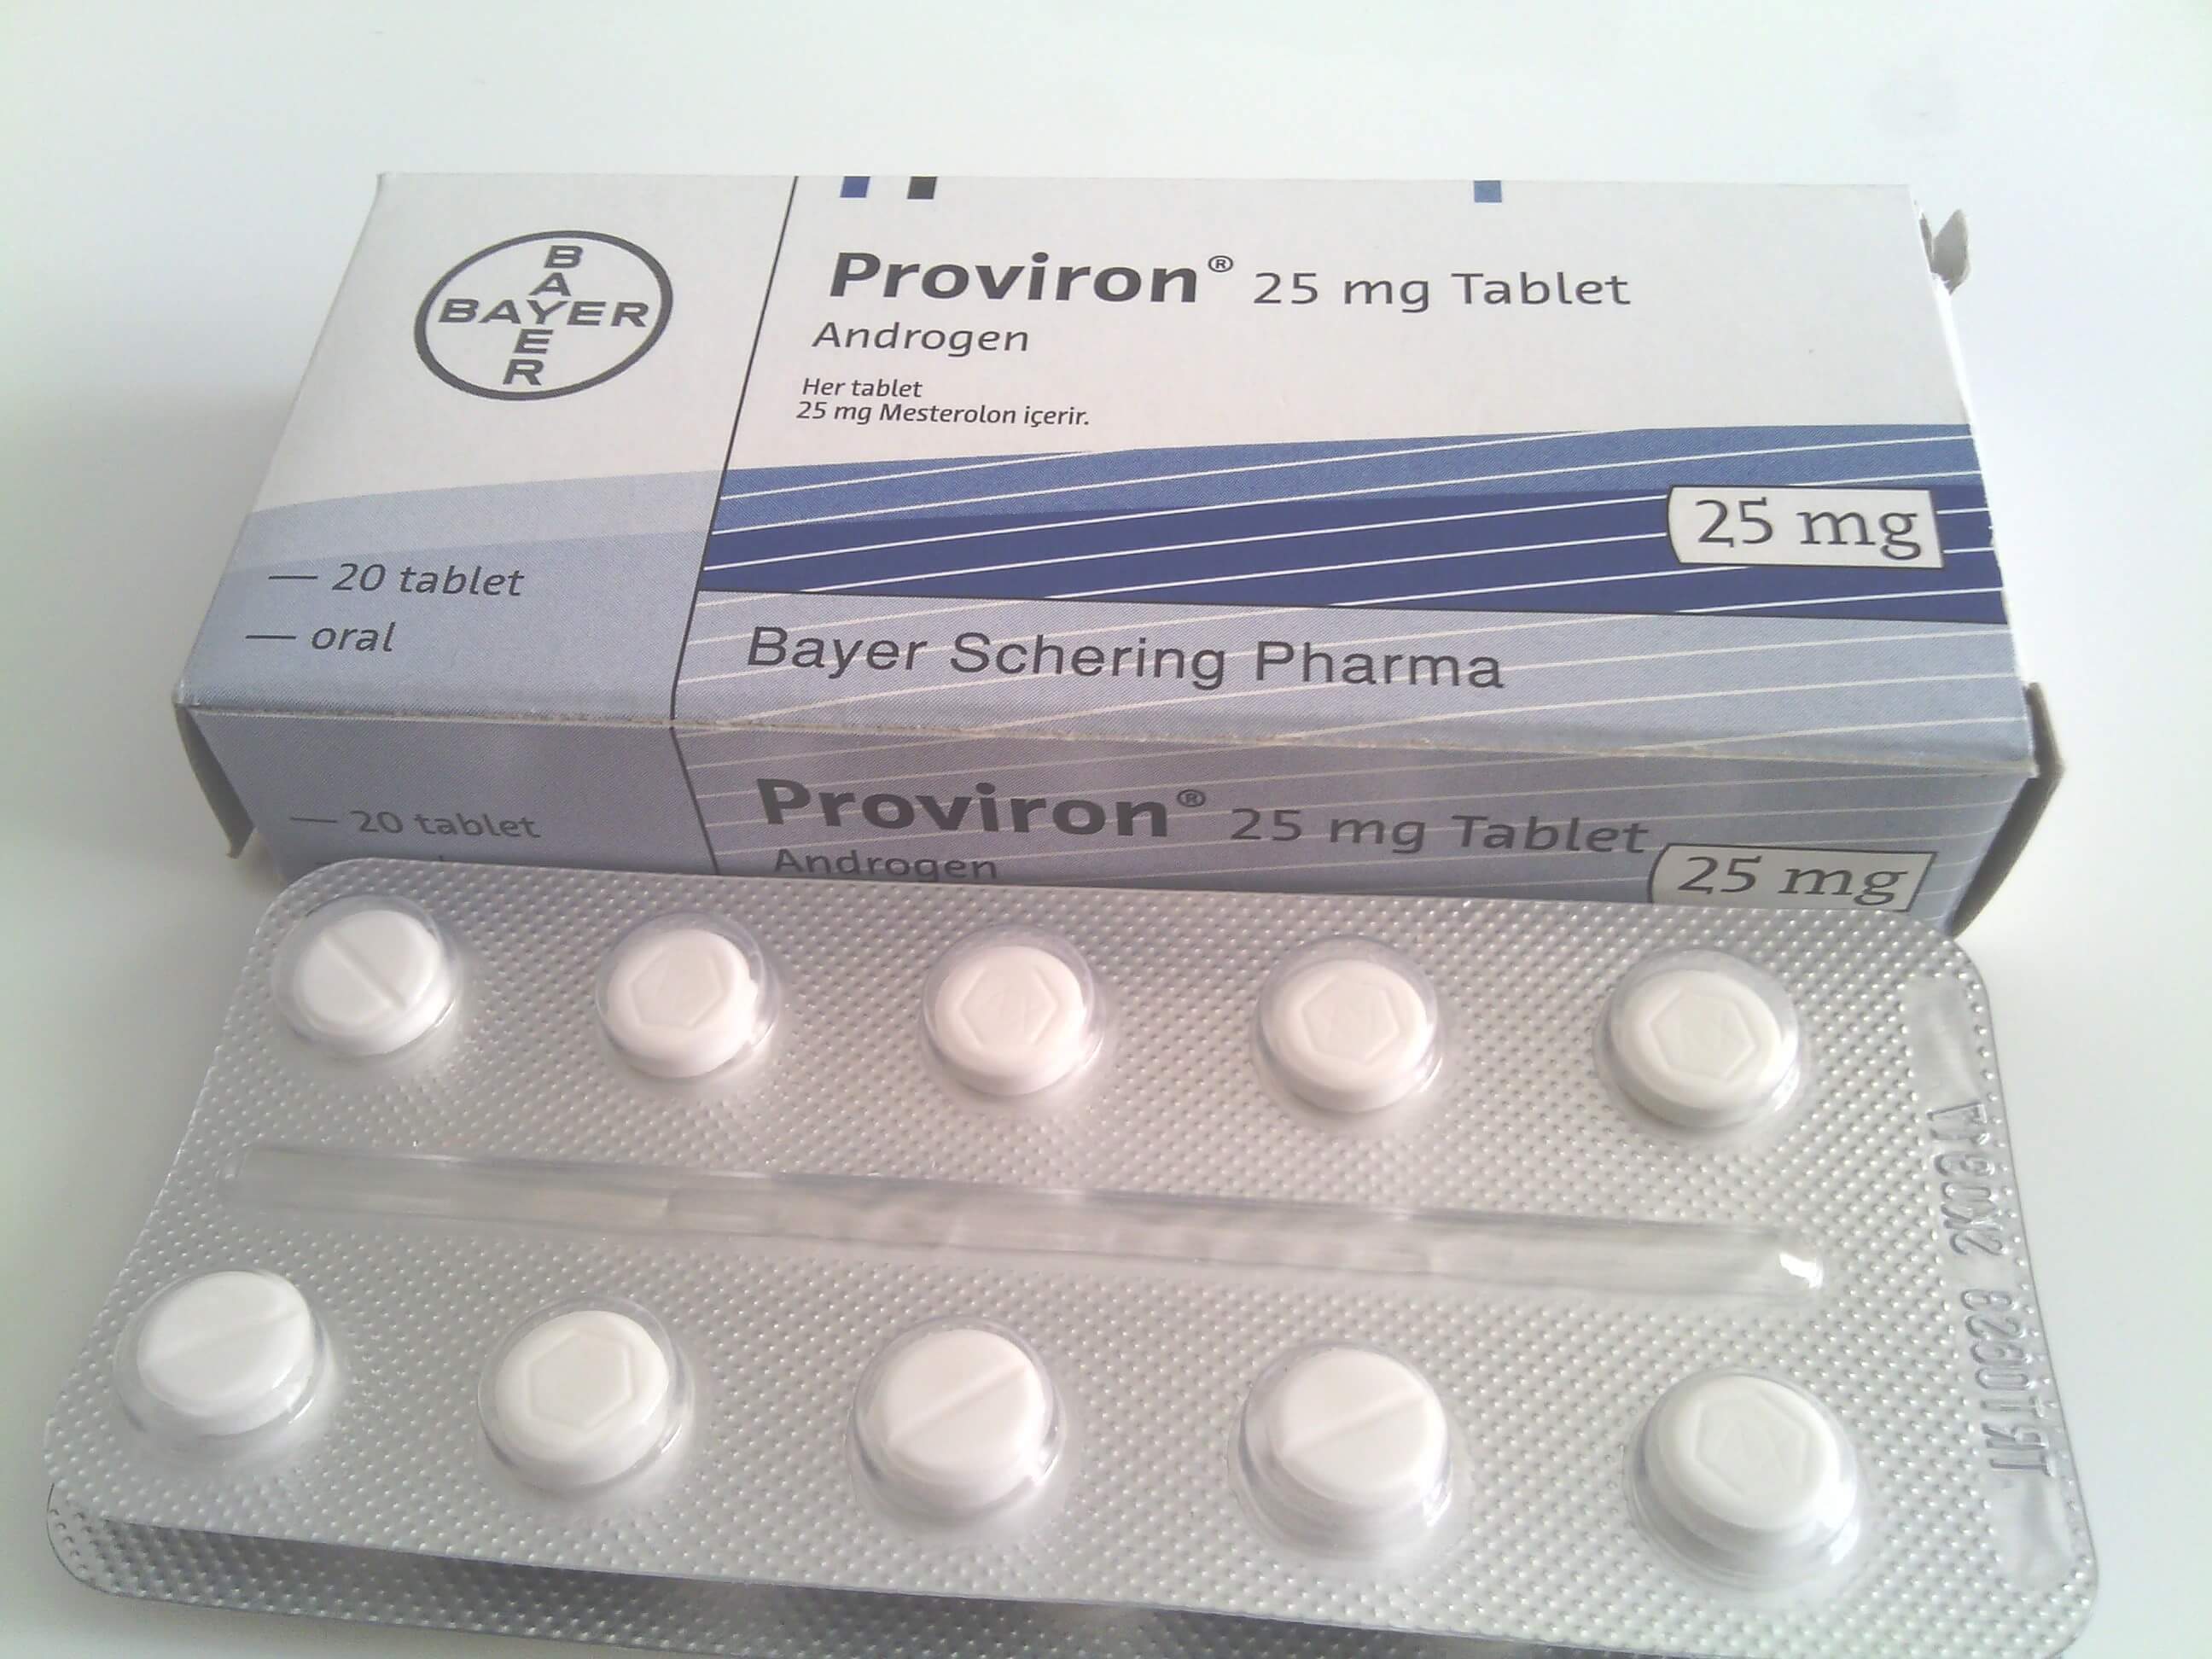 BAYER
BAYER
Proviron® 25 mg Tablet
Androgen
Her tablet
25 mg Mesterolon içerir.
25 mg
— 20 tablet
— oral
Bayer Schering Pharma
— 20 tablet
Proviron® 25 mg Tablet
Androgen
25 mg